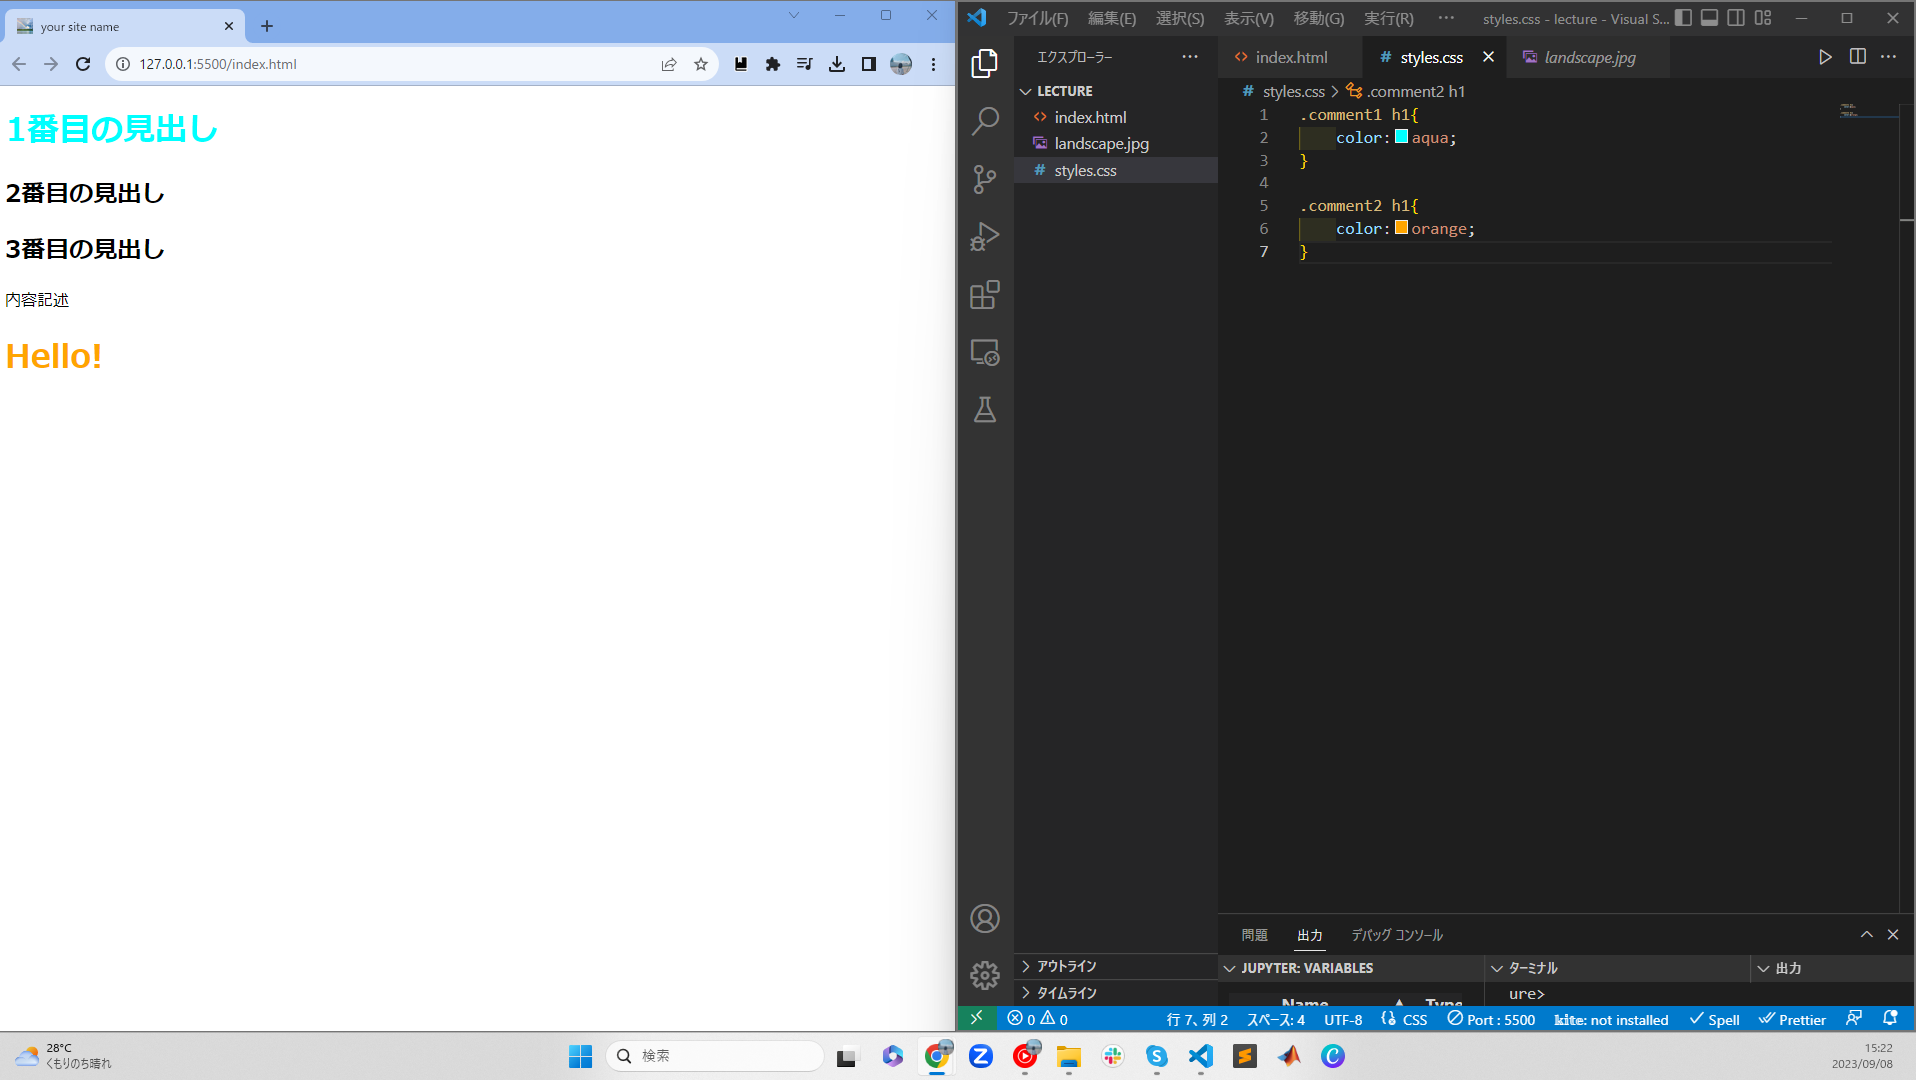 your site name
127.0.0.1:5500/index.html
1番目の見出し
2番目の見出し
3番目の見出し
内容記述
Hello!
ファイル(F) 編集(E) 選択(S) 表示(V) 移動(G) 実行(R) ··· styles.css - lecture - Visual S...
エクスプローラー ···
LECTURE
index.html
landscape.jpg
styles.css
index.html styles.css landscape.jpg
styles.css > .comment2 h1
1 .comment1 h1{
2 color:aqua;
3 }
4
5 .comment2 h1{
6 color:orange;
7 }
アウトライン
タイムライン
問題 出力 デバッグ コンソール
JUPYTER: VARIABLES ターミナル 出力
Name Type
ure>
0 0 行 7、列 2 スペース: 4 UTF-8 CSS Port : 5500 kite: not installed Spell Prettier
28°C
くもりのち晴れ
検索
15:22
2023/09/08